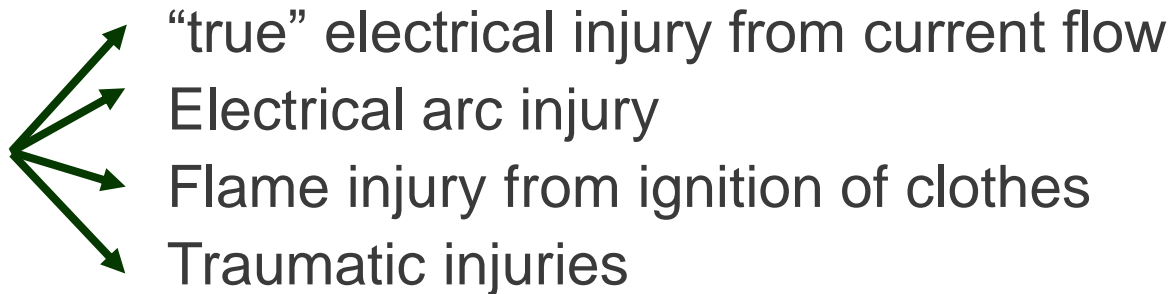 “true” electrical injury from current flow
Electrical arc injury
Flame injury from ignition of clothes
Traumatic injuries